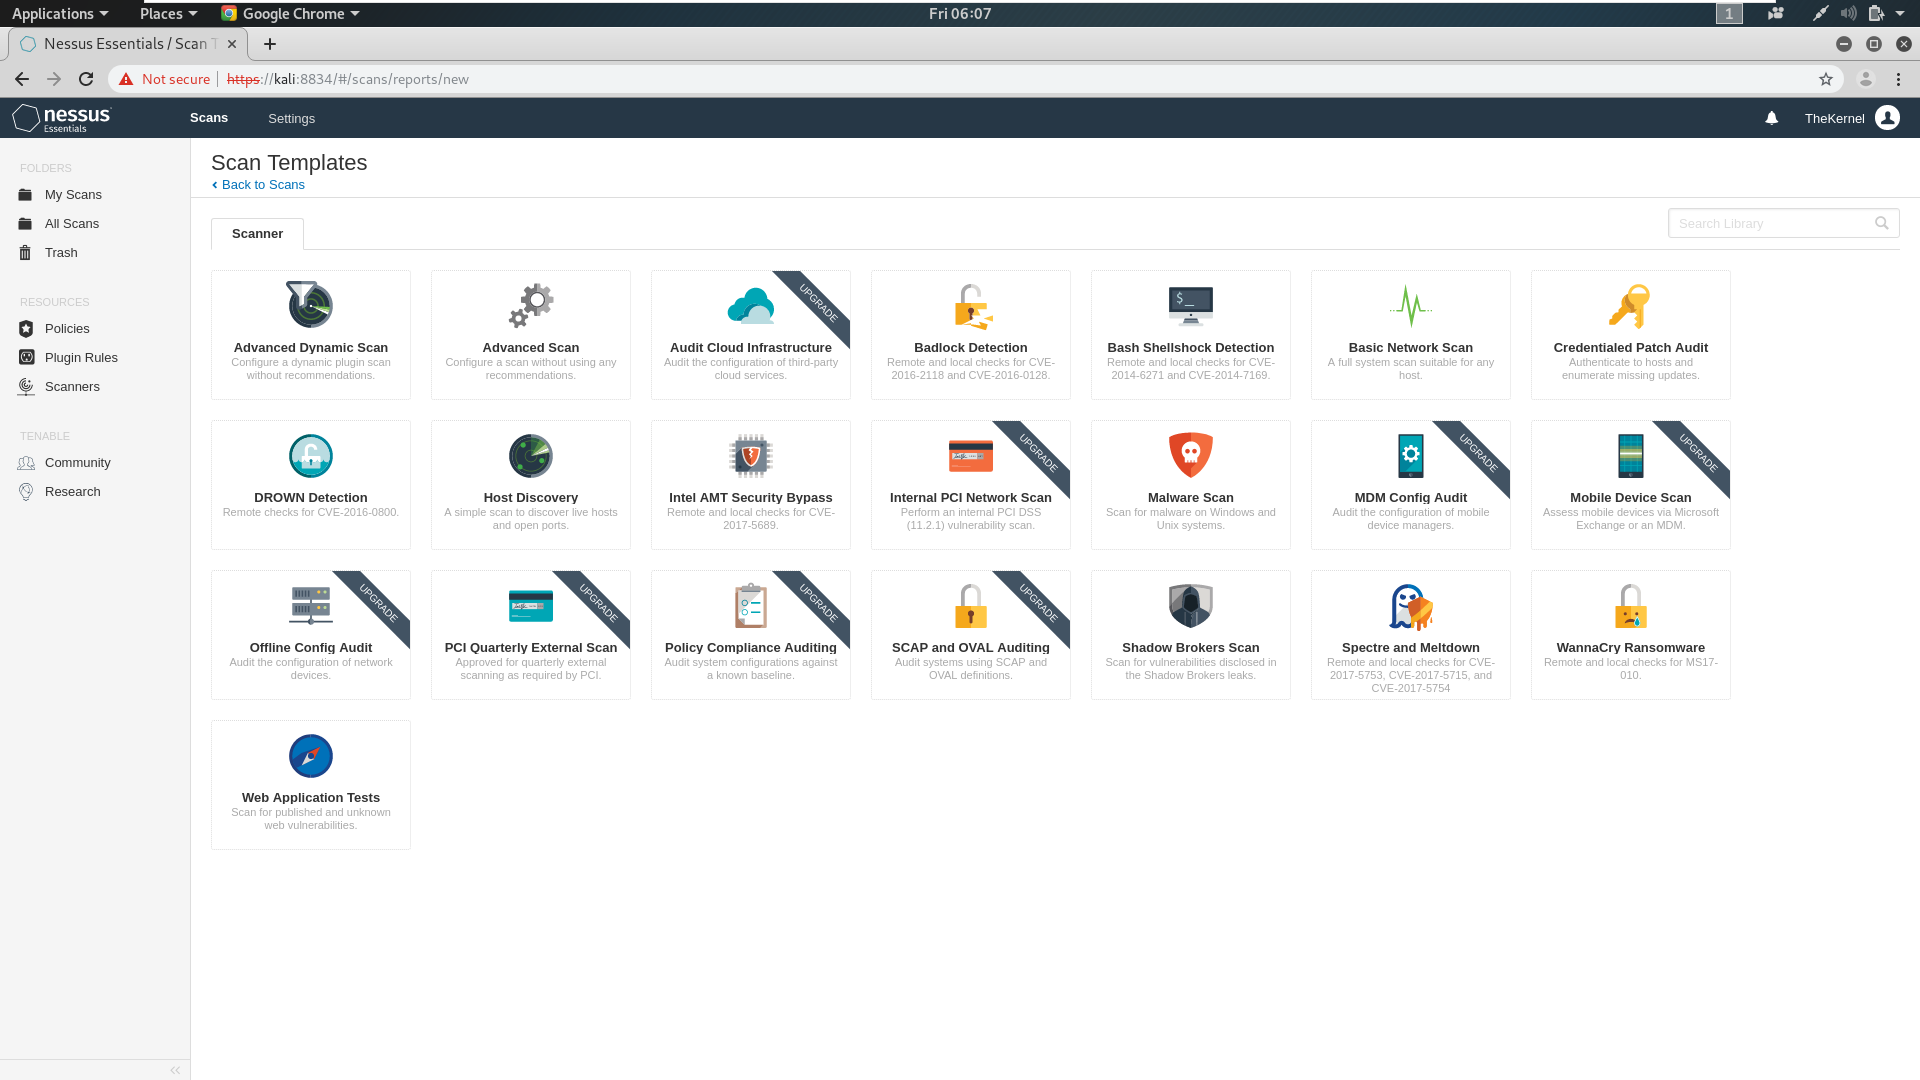 Applications Places Google Chrome Fri 06:07 1
Nessus Essentials / Scan T
Not secure https://kali:8834/#/scans/reports/new
nessus Essentials Scans Settings TheKernel
FOLDERS
My Scans
All Scans
Trash
RESOURCES
Policies
Plugin Rules
Scanners
TENABLE
Community
Research
Scan Templates
Back to Scans
Scanner
Search Library
Advanced Dynamic Scan
Configure a dynamic plugin scan
without recommendations.
Advanced Scan
Configure a scan without using any
recommendations.
UPGRADE
Audit Cloud Infrastructure
Audit the configuration of third-party
cloud services.
Badlock Detection
Remote and local checks for CVE-
2016-2118 and CVE-2016-0128.
$_
Bash Shellshock Detection
Remote and local checks for CVE-
2014-6271 and CVE-2014-7169.
Basic Network Scan
A full system scan suitable for any
host.
Credentialed Patch Audit
Authenticate to hosts and
enumerate missing updates.
DROWN Detection
Remote checks for CVE-2016-0800.
Host Discovery
A simple scan to discover live hosts
and open ports.
Intel AMT Security Bypass
Remote and local checks for CVE-
2017-5689.
UPGRADE
Internal PCI Network Scan
Perform an internal PCI DSS
(11.2.1) vulnerability scan.
Malware Scan
Scan for malware on Windows and
Unix systems.
UPGRADE
MDM Config Audit
Audit the configuration of mobile
device managers.
UPGRADE
Mobile Device Scan
Assess mobile devices via Microsoft
Exchange or an MDM.
UPGRADE
Offline Config Audit
Audit the configuration of network
devices.
UPGRADE
PCI Quarterly External Scan
Approved for quarterly external
scanning as required by PCI.
UPGRADE
Policy Compliance Auditing
Audit system configurations against
a known baseline.
UPGRADE
SCAP and OVAL Auditing
Audit systems using SCAP and
OVAL definitions.
Shadow Brokers Scan
Scan for vulnerabilities disclosed in
the Shadow Brokers leaks.
Spectre and Meltdown
Remote and local checks for CVE-
2017-5753, CVE-2017-5715, and
CVE-2017-5754
WannaCry Ransomware
Remote and local checks for MS17-
010.
Web Application Tests
Scan for published and unknown
web vulnerabilities.